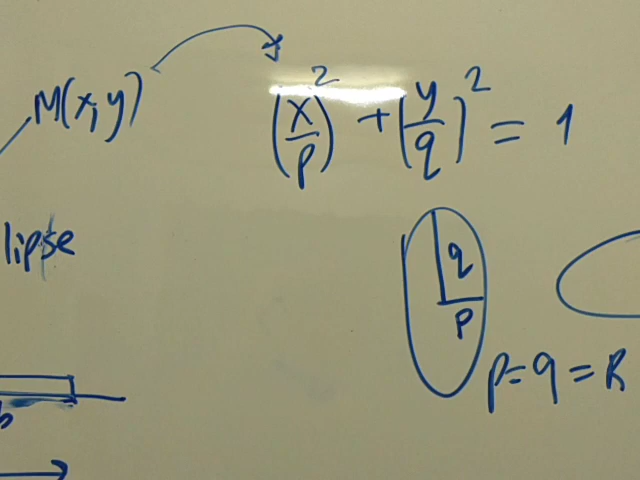 M(x,y)
(x/p)² + (y/q)² = 1
lipse
q
p
p=q=R
b